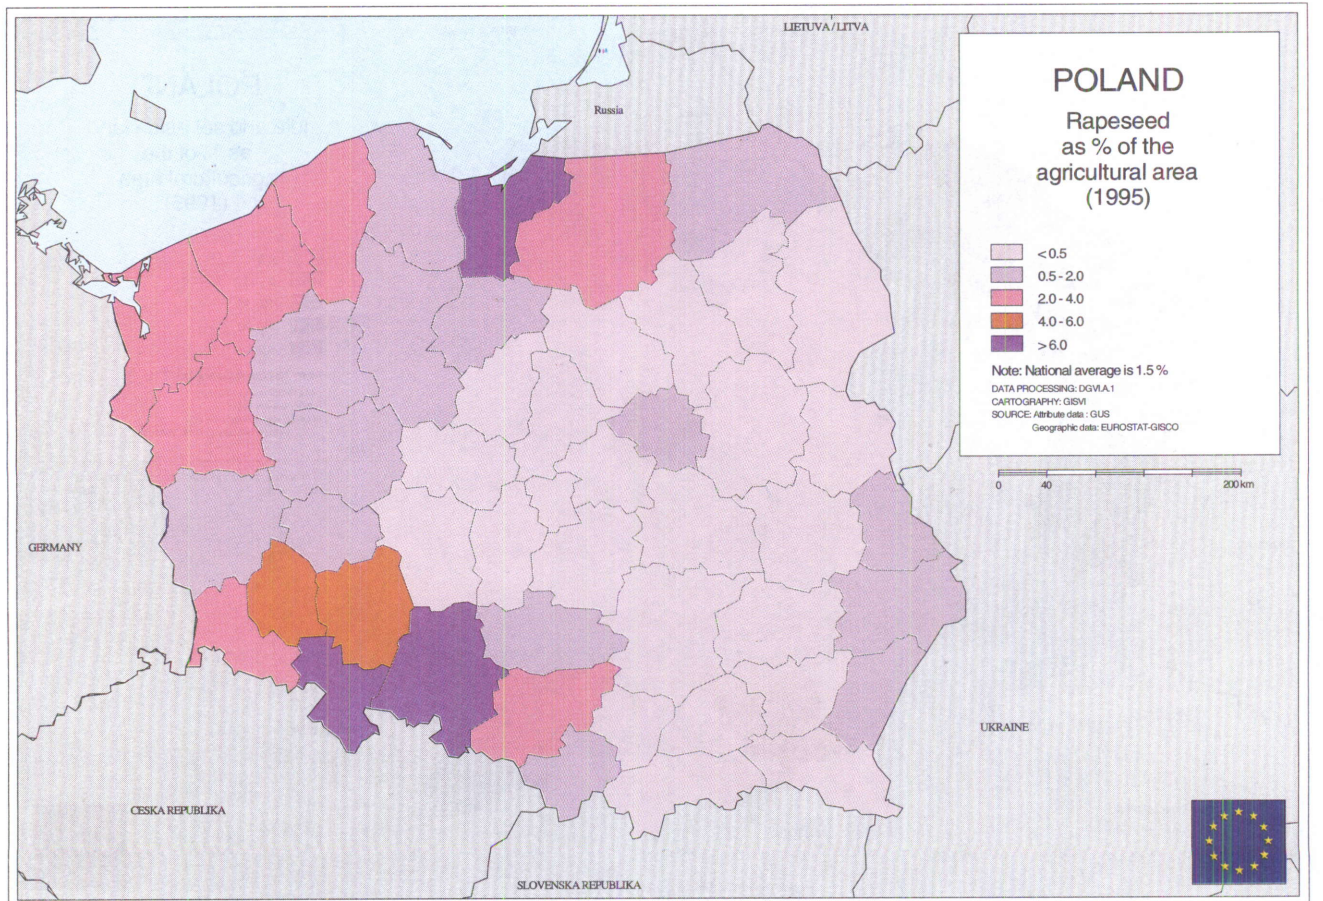 LIETUVA / LITVA
Russia
GERMANY
UKRAINE
CESKA REPUBLIKA
SLOVENSKA REPUBLIKA
POLAND
Rapeseed
as % of the
agricultural area
(1995)
< 0.5
0.5 - 2.0
2.0 - 4.0
4.0 - 6.0
> 6.0
Note: National average is 1.5 %
DATA PROCESSING: DGVI.A.1
CARTOGRAPHY: GISVI
SOURCE: Attribute data : GUS
Geographic data: EUROSTAT-GISCO
0 40 200 km